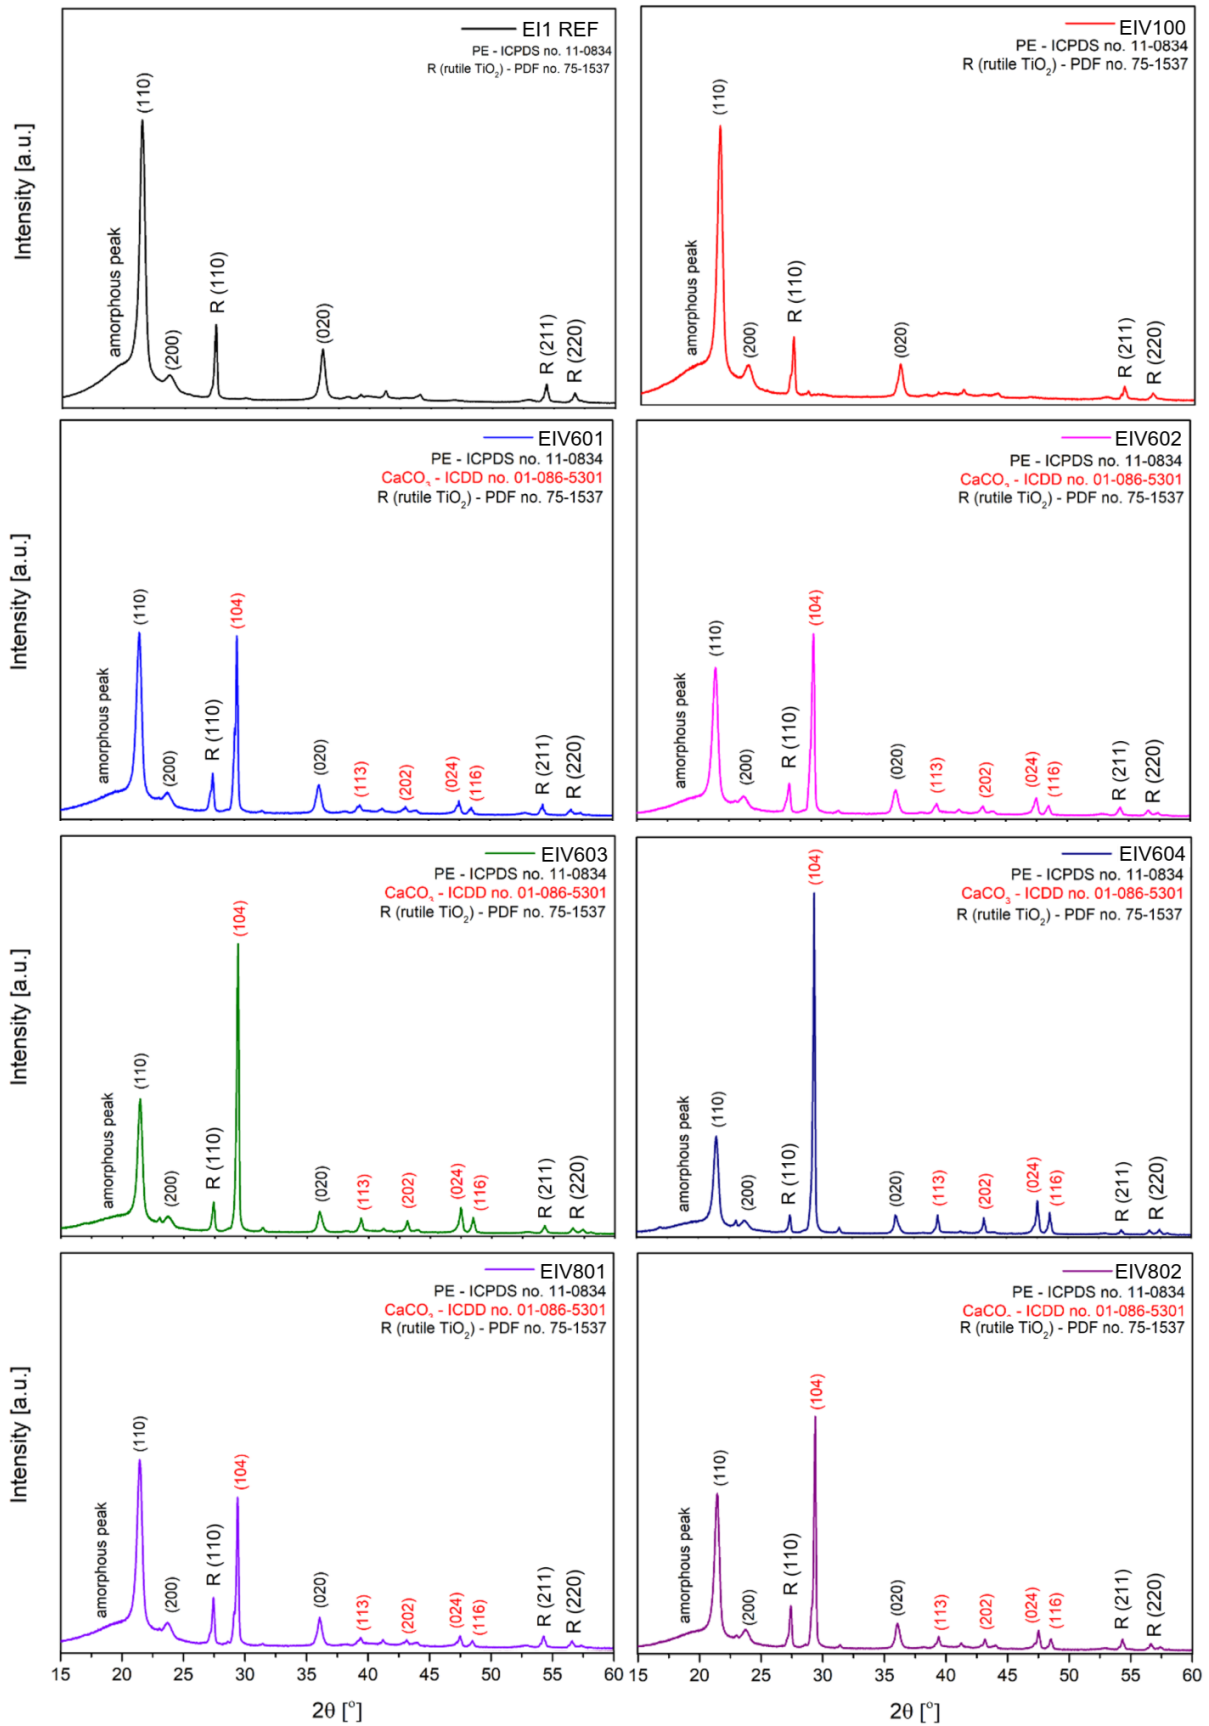 EI1 REF
PE - ICPDS no. 11-0834
R (rutile TiO2) - PDF no. 75-1537
Intensity [a.u.]
amorphous peak
(110)
(200)
R (110)
(020)
R (211)
R (220)
EIV100
PE - ICPDS no. 11-0834
R (rutile TiO2) - PDF no. 75-1537
amorphous peak
(110)
(200)
R (110)
(020)
R (211)
R (220)
EIV601
PE - ICPDS no. 11-0834
CaCO3 - ICDD no. 01-086-5301
R (rutile TiO2) - PDF no. 75-1537
Intensity [a.u.]
amorphous peak
(110)
(200)
R (110)
(104)
(020)
(113)
(202)
(024)
(116)
R (211)
R (220)
EIV602
PE - ICPDS no. 11-0834
CaCO3 - ICDD no. 01-086-5301
R (rutile TiO2) - PDF no. 75-1537
amorphous peak
(110)
(200)
R (110)
(104)
(020)
(113)
(202)
(024)
(116)
R (211)
R (220)
EIV603
PE - ICPDS no. 11-0834
CaCO3 - ICDD no. 01-086-5301
R (rutile TiO2) - PDF no. 75-1537
Intensity [a.u.]
amorphous peak
(110)
(200)
R (110)
(104)
(020)
(113)
(202)
(024)
(116)
R (211)
R (220)
EIV604
PE - ICPDS no. 11-0834
CaCO3 - ICDD no. 01-086-5301
R (rutile TiO2) - PDF no. 75-1537
amorphous peak
(110)
(200)
R (110)
(104)
(020)
(113)
(202)
(024)
(116)
R (211)
R (220)
EIV801
PE - ICPDS no. 11-0834
CaCO3 - ICDD no. 01-086-5301
R (rutile TiO2) - PDF no. 75-1537
Intensity [a.u.]
amorphous peak
(110)
(200)
R (110)
(104)
(020)
(113)
(202)
(024)
(116)
R (211)
R (220)
15 20 25 30 35 40 45 50 55 60
2θ [°]
EIV802
PE - ICPDS no. 11-0834
CaCO3 - ICDD no. 01-086-5301
R (rutile TiO2) - PDF no. 75-1537
amorphous peak
(110)
(200)
R (110)
(104)
(020)
(113)
(202)
(024)
(116)
R (211)
R (220)
15 20 25 30 35 40 45 50 55 60
2θ [°]